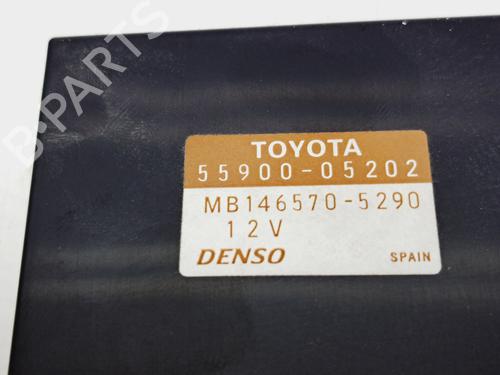 B-PARTS
TOYOTA
55900-05202
MB146570-5290
12V
DENSO
SPAIN